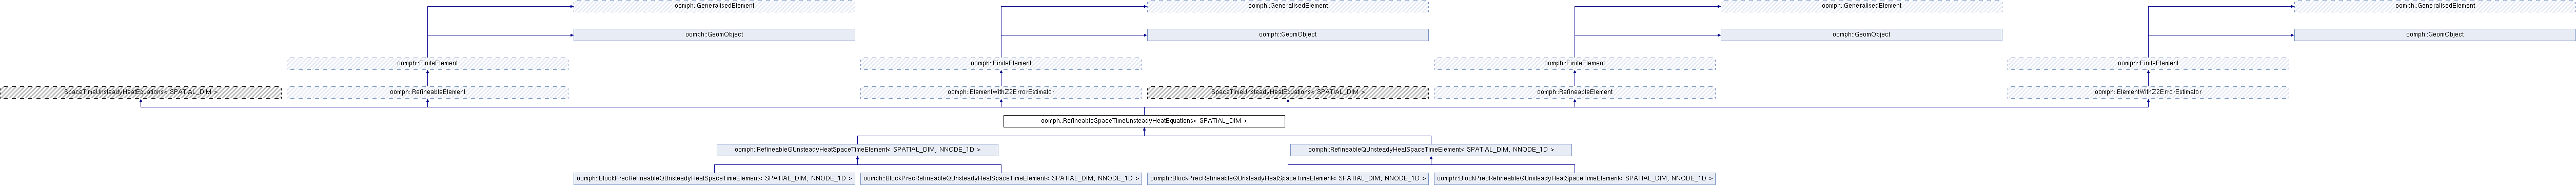 oomph::GeneralisedElement oomph::GeneralisedElement oomph::GeneralisedElement oomph::GeneralisedElement
oomph::GeomObject oomph::GeomObject oomph::GeomObject oomph::GeomObject
oomph::FiniteElement oomph::FiniteElement oomph::FiniteElement oomph::FiniteElement
SpaceTimeUnsteadyHeatEquations< SPATIAL_DIM > oomph::RefineableElement oomph::ElementWithZ2ErrorEstimator SpaceTimeUnsteadyHeatEquations< SPATIAL_DIM > oomph::RefineableElement oomph::ElementWithZ2ErrorEstimator
oomph::RefineableSpaceTimeUnsteadyHeatEquations< SPATIAL_DIM >
oomph::RefineableQUnsteadyHeatSpaceTimeElement< SPATIAL_DIM, NNODE_1D > oomph::RefineableQUnsteadyHeatSpaceTimeElement< SPATIAL_DIM, NNODE_1D >
oomph::BlockPrecRefineableQUnsteadyHeatSpaceTimeElement< SPATIAL_DIM, NNODE_1D > oomph::BlockPrecRefineableQUnsteadyHeatSpaceTimeElement< SPATIAL_DIM, NNODE_1D > oomph::BlockPrecRefineableQUnsteadyHeatSpaceTimeElement< SPATIAL_DIM, NNODE_1D > oomph::BlockPrecRefineableQUnsteadyHeatSpaceTimeElement< SPATIAL_DIM, NNODE_1D >